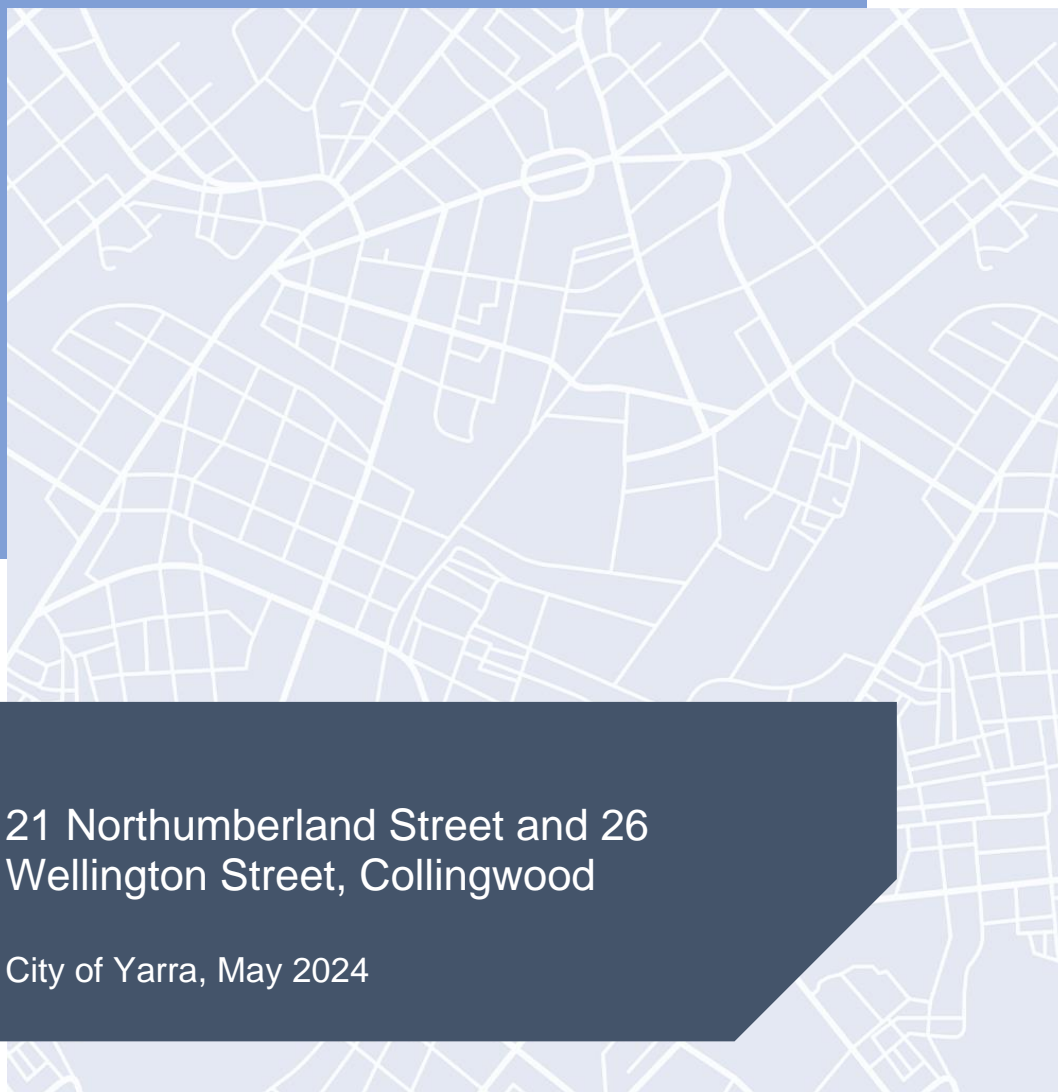 21 Northumberland Street and 26
Wellington Street, Collingwood
City of Yarra, May 2024